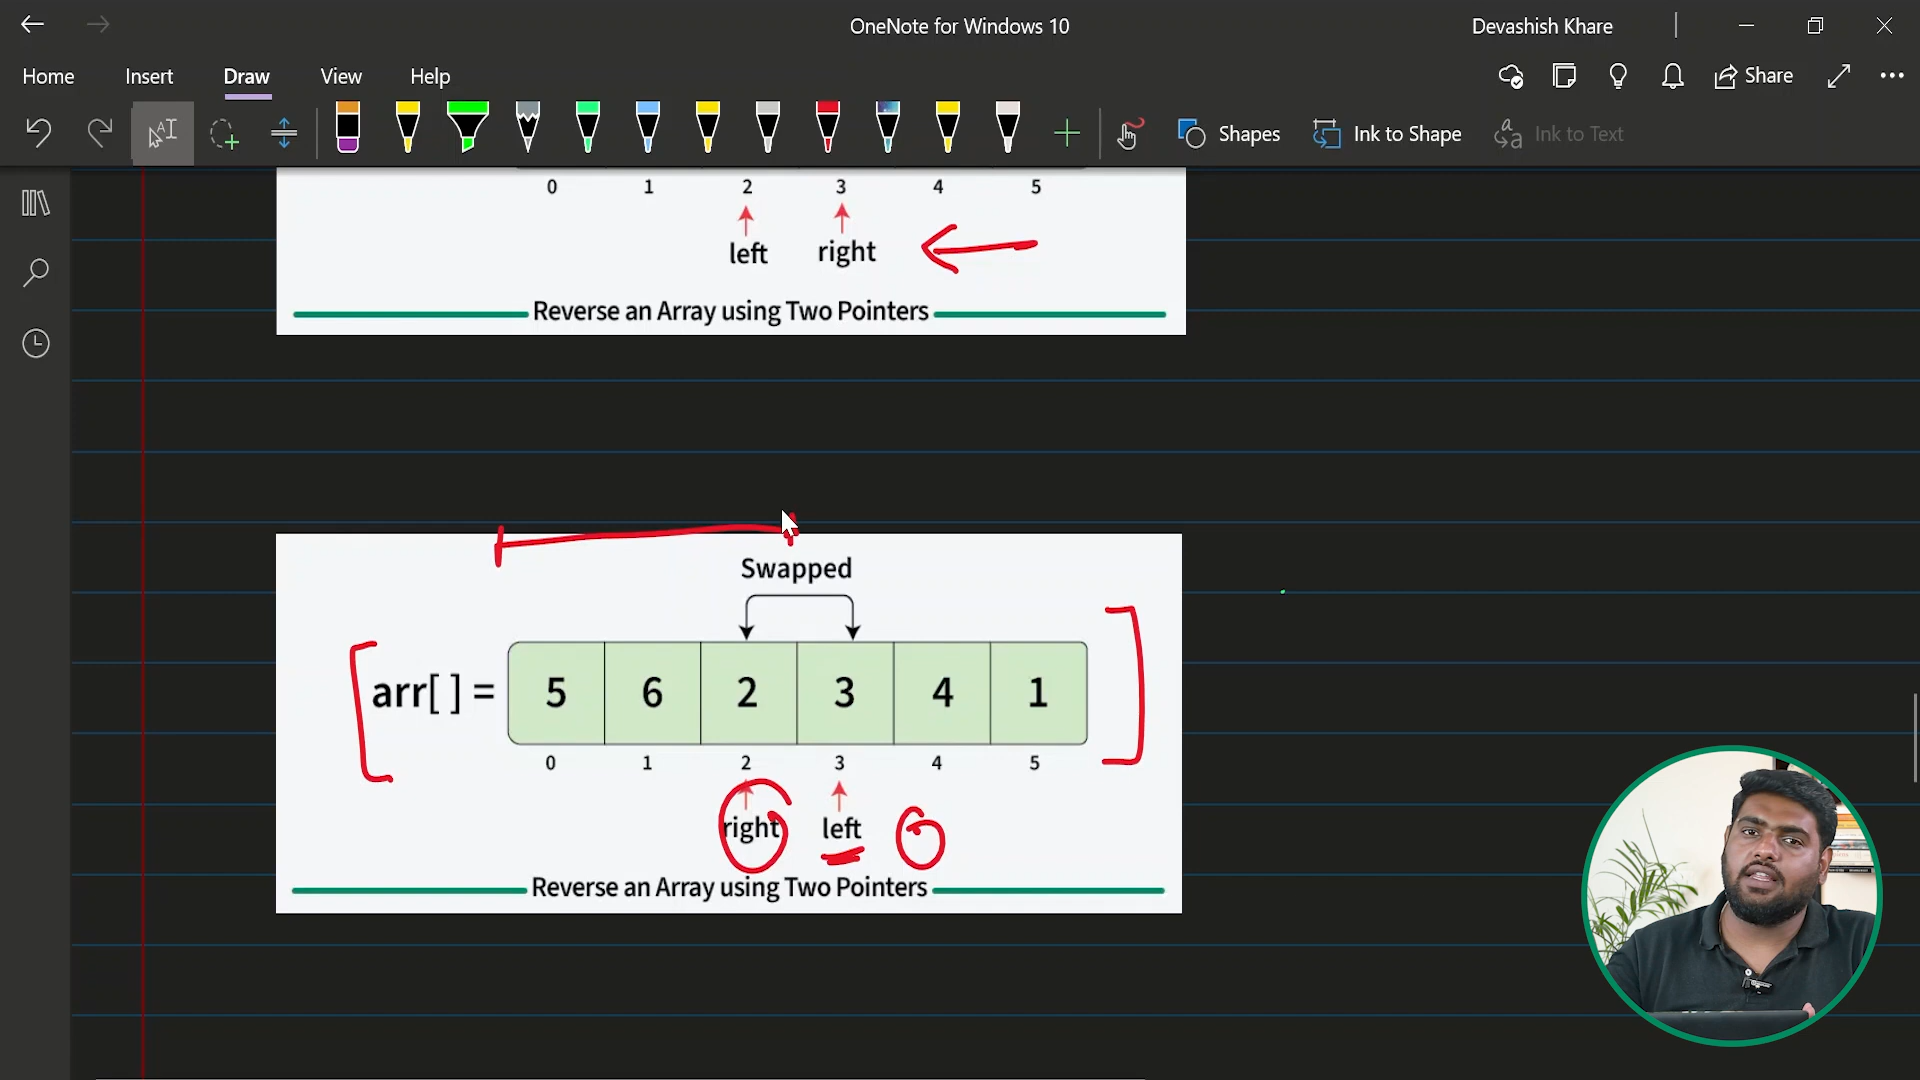 OneNote for Windows 10
Devashish Khare
Home Insert Draw View Help
Share
Shapes Ink to Shape Ink to Text
0 1 2 3 4 5
left right
Reverse an Array using Two Pointers
Swapped
arr[ ] = 5 6 2 3 4 1
0 1 2 3 4 5
right left
Reverse an Array using Two Pointers